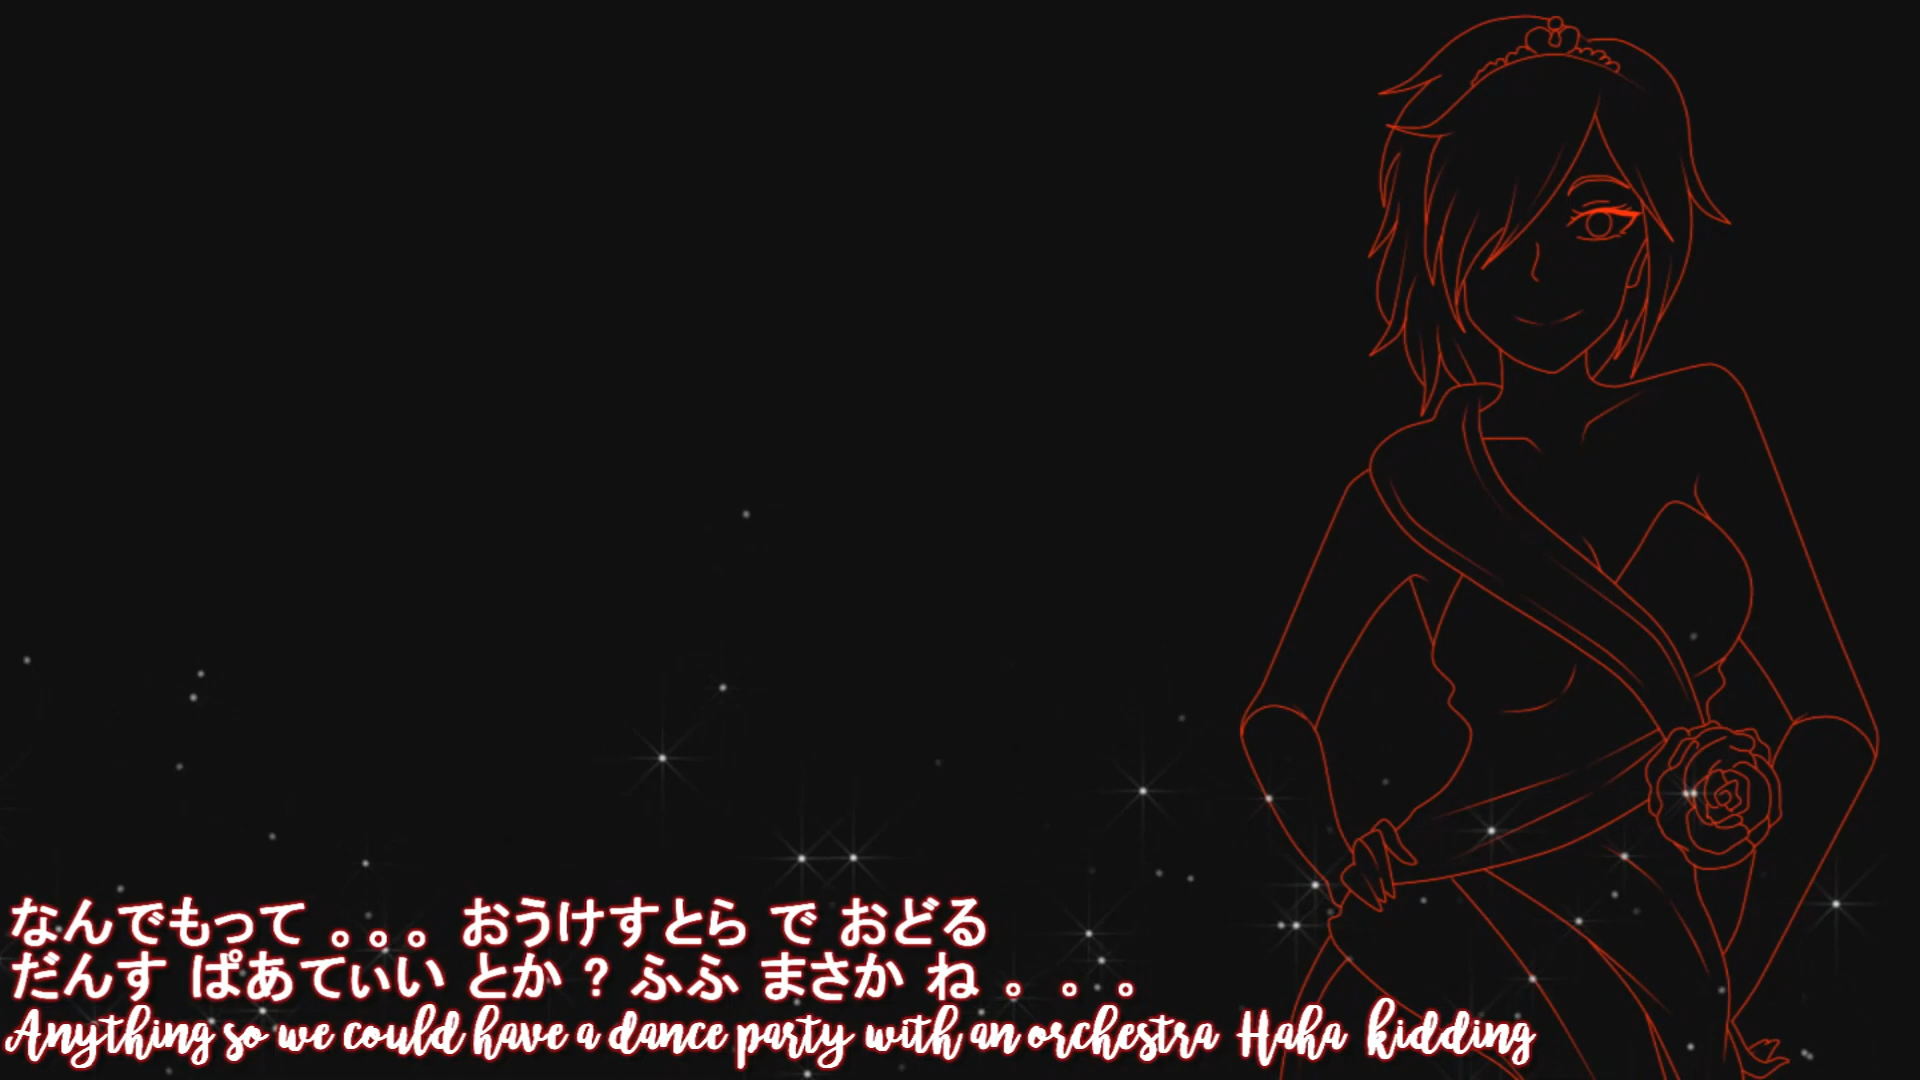 なんでもって 。。。 おうけすとら で おどる
だんす ぱあてぃい とか ? ふふ まさか ね 。 。 。
Anything so we could have a dance party with an orchestra Haha kidding